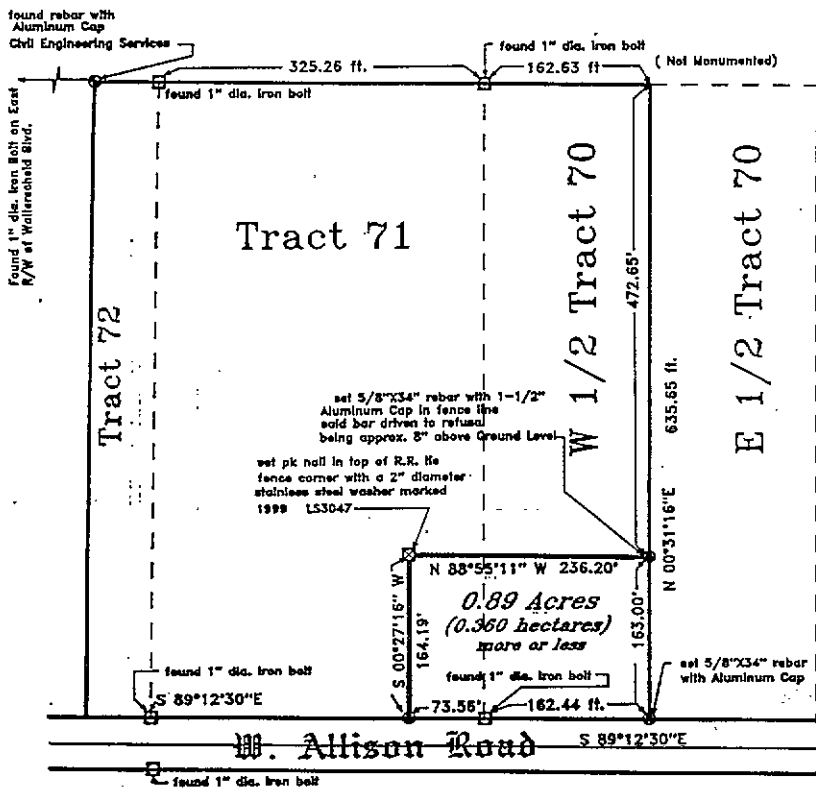 found rebar with
Aluminum Cap
Civil Engineering Services
325.26 ft.
found 1" dia. iron bolt
162.63 ft
( Not Monumented)
found 1" dia. iron bolt
Found 1" dia. Iron Bolt on East
R/W of Wallerscheid Blvd.
Tract 71
Tract 72
W 1/2 Tract 70
E 1/2 Tract 70
472.65'
635.65 ft.
N 00°31'16"E
set 5/8"X34" rebar with 1-1/2"
Aluminum Cap in fence line
said bar driven to refusal
being approx. 8" above Ground Level
set pk nail in top of R.R. tie
fence corner with a 2" diameter
stainless steel washer marked
1999 LS3047
N 88°55'11" W 236.20'
S 00°27'16" W
164.19'
0.89 Acres
(0.360 hectares)
more or less
163.00'
found 1" dia. iron bolt
S 89°12'30"E
found 1" dia. iron bolt
set 5/8"X34" rebar
with Aluminum Cap
73.56'
162.44 ft.
W. Allison Road
S 89°12'30"E
found 1" dia. iron bolt